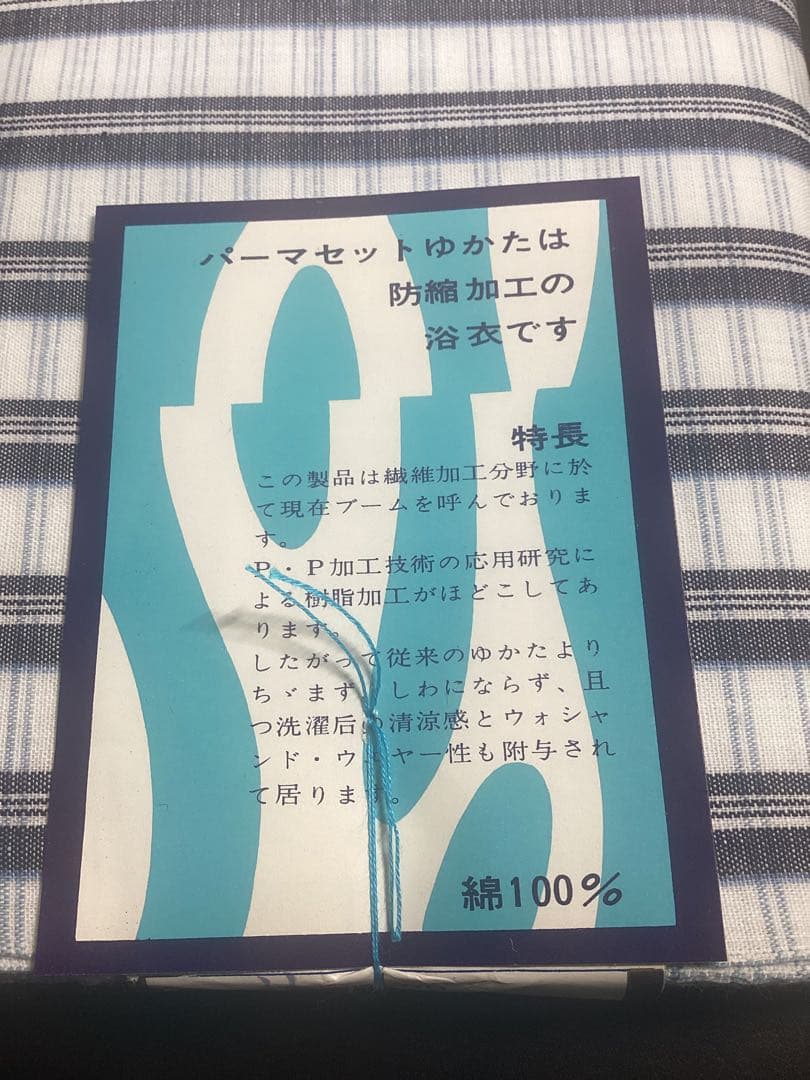 パーマセットゆかたは
防縮加工の
浴衣です
特長
この製品は繊維加工分野に於
て現在ブームを呼んでおりま
す。
P・P加工技術の応用研究に
よる樹脂加工がほどこしてあ
ります。
したがって従来のゆかたより
ちゞまず、しわにならず、且
つ洗濯后の清涼感とウォシャ
ンド・ウェヤー性も附与され
て居ります。
綿100%